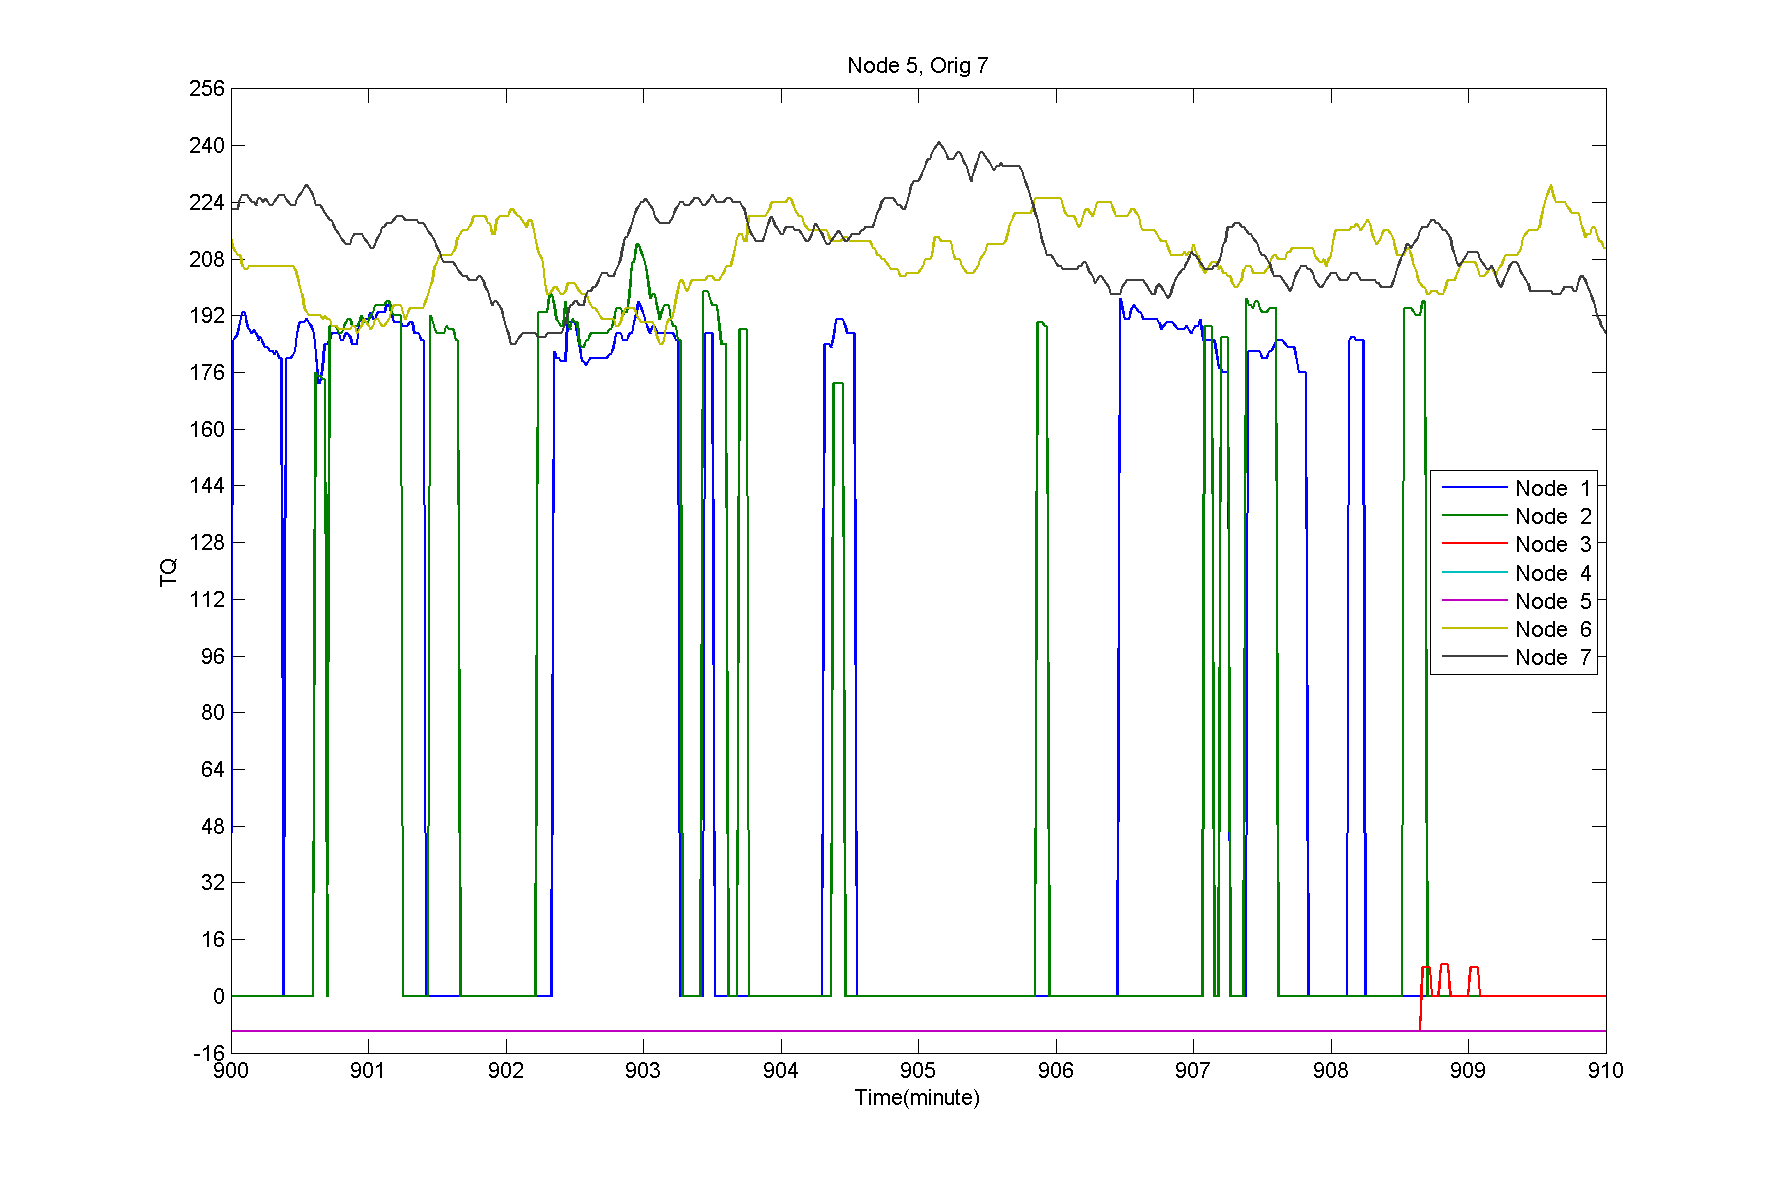 Node 5, Orig 7
256
240
224
208
192
176
160
144
128
112
96
80
64
48
32
16
0
-16
TQ
Node 1
Node 2
Node 3
Node 4
Node 5
Node 6
Node 7
900 901 902 903 904 905 906 907 908 909 910
Time(minute)